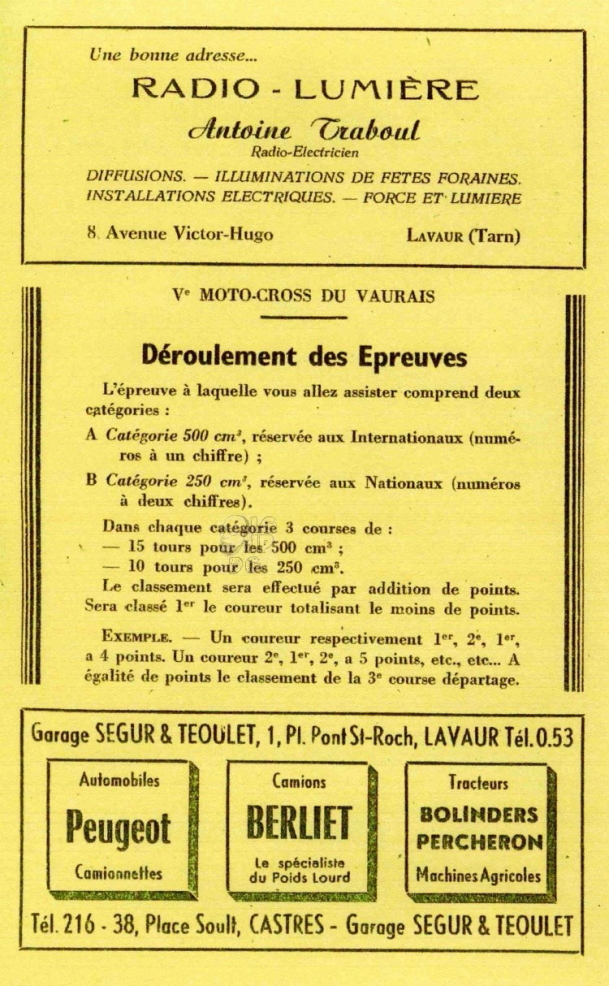 Une bonne adresse...
RADIO - LUMIÈRE
Antoine Traboul
Radio-Electricien
DIFFUSIONS. — ILLUMINATIONS DE FETES FORAINES.
INSTALLATIONS ELECTRIQUES. — FORCE ET LUMIERE
8, Avenue Victor-Hugo LAVAUR (Tarn)
Ve MOTO-CROSS DU VAURAIS
Déroulement des Epreuves
L'épreuve à laquelle vous allez assister comprend deux
catégories :
A Catégorie 500 cm³, réservée aux Internationaux (numé-
ros à un chiffre) ;
B Catégorie 250 cm³, réservée aux Nationaux (numéros
à deux chiffres).
Dans chaque catégorie 3 courses de :
— 15 tours pour les 500 cm³ ;
— 10 tours pour les 250 cm³.
Le classement sera effectué par addition de points.
Sera classé 1er le coureur totalisant le moins de points.
EXEMPLE. — Un coureur respectivement 1er, 2e, 1er,
a 4 points. Un coureur 2e, 1er, 2e, a 5 points, etc., etc... A
égalité de points le classement de la 3e course départage.
Garage SEGUR & TEOULET, 1, Pl. Pont St-Roch, LAVAUR Tél. 0.53
Automobiles
Peugeot
Camionnettes
Camions
BERLIET
Le spécialiste
du Poids Lourd
Tracteurs
BOLINDERS
PERCHERON
Machines Agricoles
Tél. 216 - 38, Place Soult, CASTRES - Garage SEGUR & TEOULET